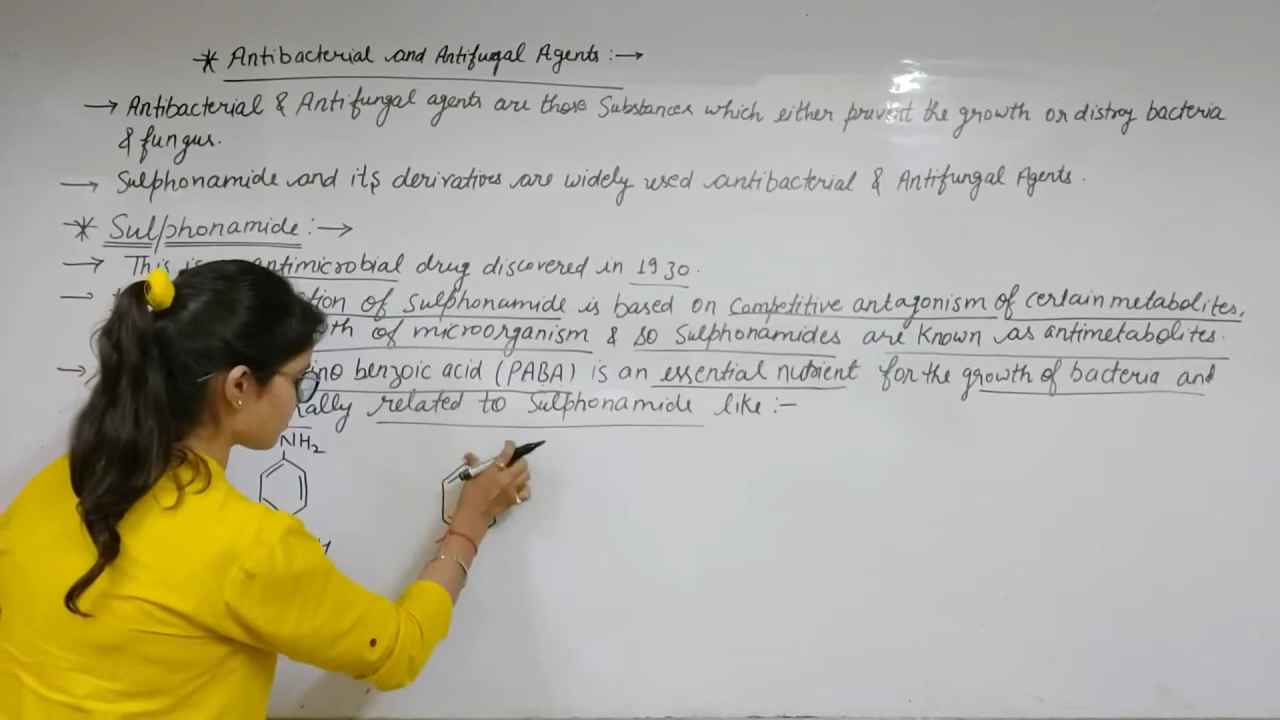 * Antibacterial and Antifungal Agents :→
→ Antibacterial & Antifungal agents are those Substances which either prevent the growth or distroy bacteria
& fungus.
→ Sulphonamide and its derivatives are widely used antibacterial & Antifungal Agents.
* Sulphonamide :→
→ This is antimicrobial drug discovered in 1930.
→ tion of Sulphonamide is based on Competitive antagonism of certain metabolites,
th of microorganism & so Sulphonamides are Known as antimetabolites.
→ ino benzoic acid (PABA) is an essential nutrient for the growth of bacteria and
ally related to Sulphonamide like :-
NH2